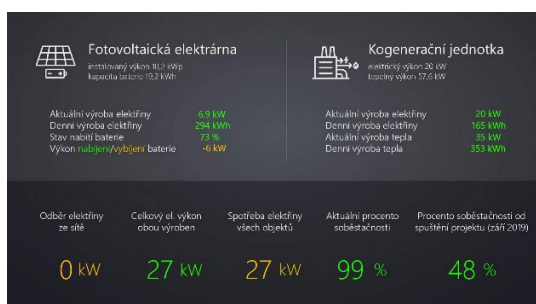 Fotovoltaická elektrárna
instalovaný výkon 18,2 kWp
kapacita baterie 19,2 kWh
Aktuální výroba elektřiny 6,9 kW
Denní výroba elektřiny 294 kWh
Stav nabití baterie 73 %
Výkon nabíjení/vybíjení baterie -6 kW
Kogenerační jednotka
elektrický výkon 20 kW
tepelný výkon 57,6 kW
Aktuální výroba elektřiny 20 kW
Denní výroba elektřiny 165 kWh
Aktuální výroba tepla 35 kW
Denní výroba tepla 353 kWh
Odběr elektřiny
ze sítě
0 kW
Celkový el. výkon
obou výroben
27 kW
Spotřeba elektřiny
všech objektů
27 kW
Aktuální procento
soběstačnosti
99 %
Procento soběstačnosti od
spuštění projektu (září 2019)
48 %